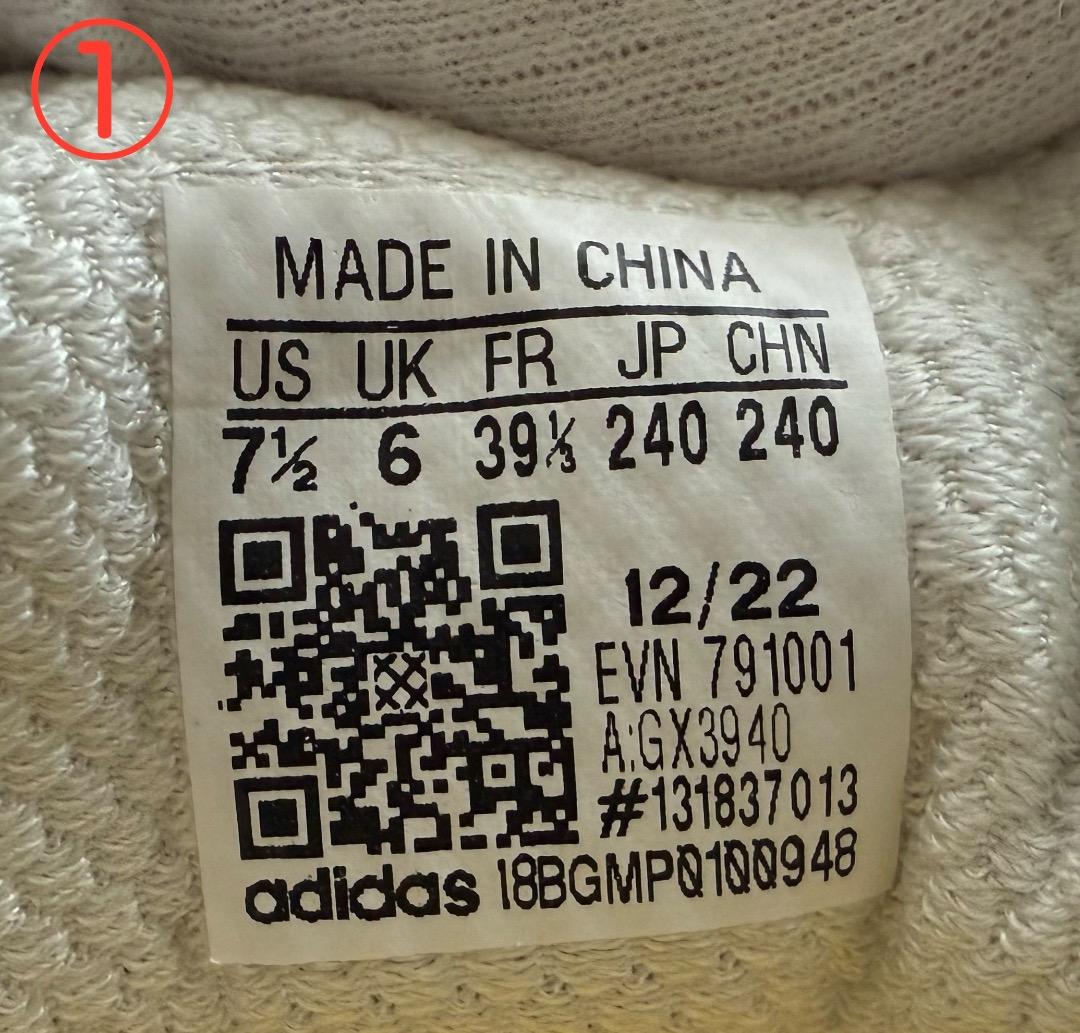 ①
MADE IN CHINA
US UK FR JP CHN
7½ 6 39⅓ 240 240
12/22
EVN 791001
A:GX3940
#131837013
adidas 18BGMP0100948